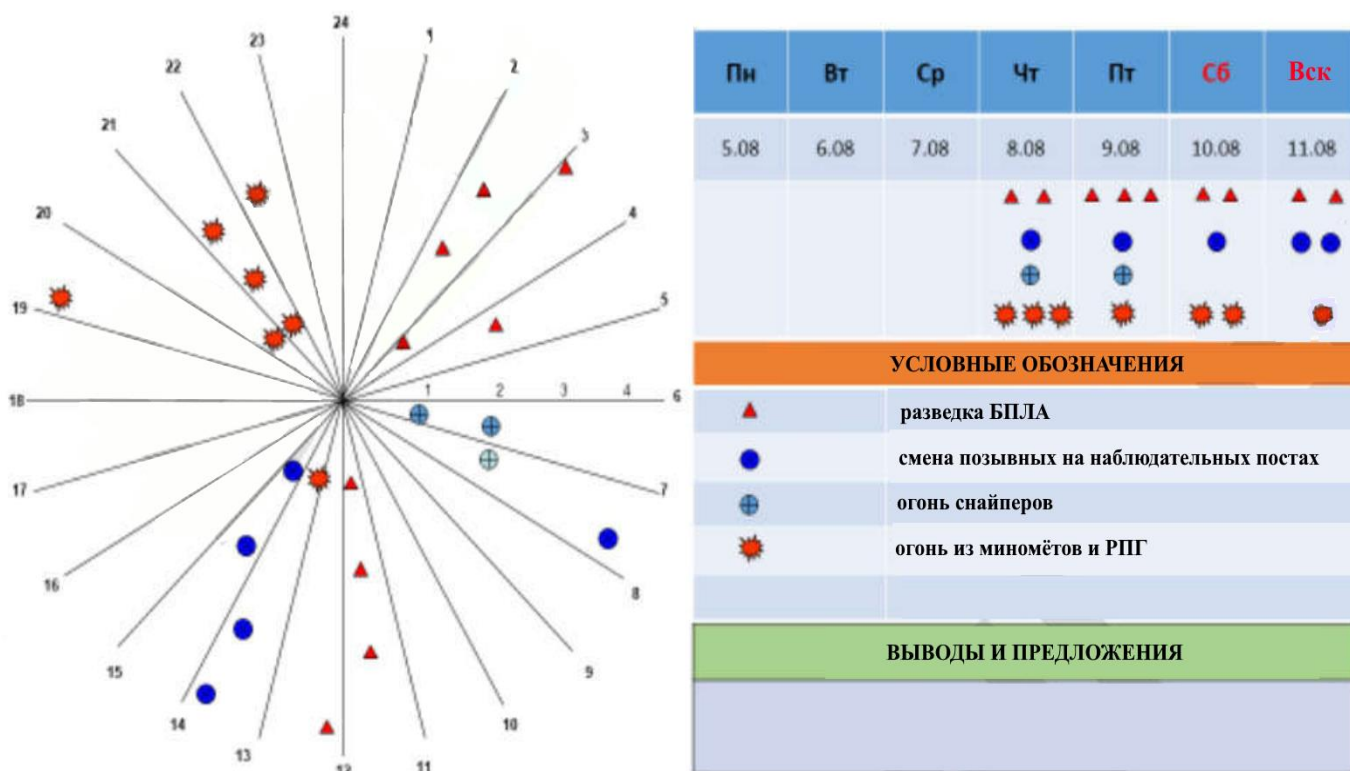 24
1
2
3
4
5
6
7
8
9
10
11
12
13
14
15
16
17
18
19
20
21
22
23
1 2 3 4
Пн Вт Ср Чт Пт Сб Вск
5.08 6.08 7.08 8.08 9.08 10.08 11.08
УСЛОВНЫЕ ОБОЗНАЧЕНИЯ
разведка БПЛА
смена позывных на наблюдательных постах
огонь снайперов
огонь из миномётов и РПГ
ВЫВОДЫ И ПРЕДЛОЖЕНИЯ